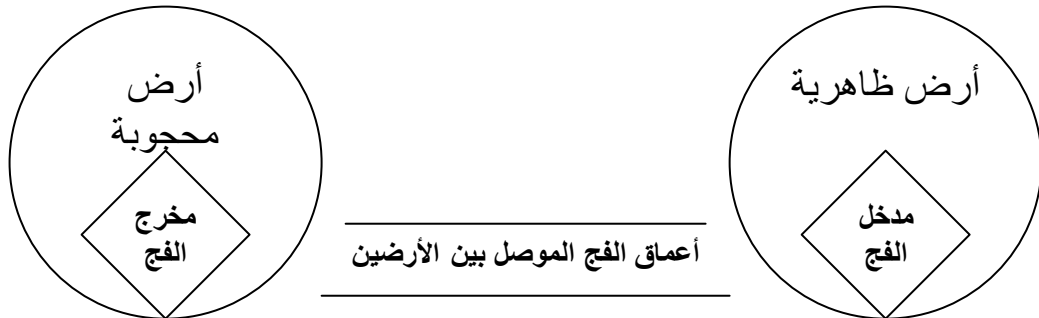 أرض ظاهرية
مدخل
الفج
أعماق الفج الموصل بين الأرضين
أرض
محجوبة
مخرج
الفج